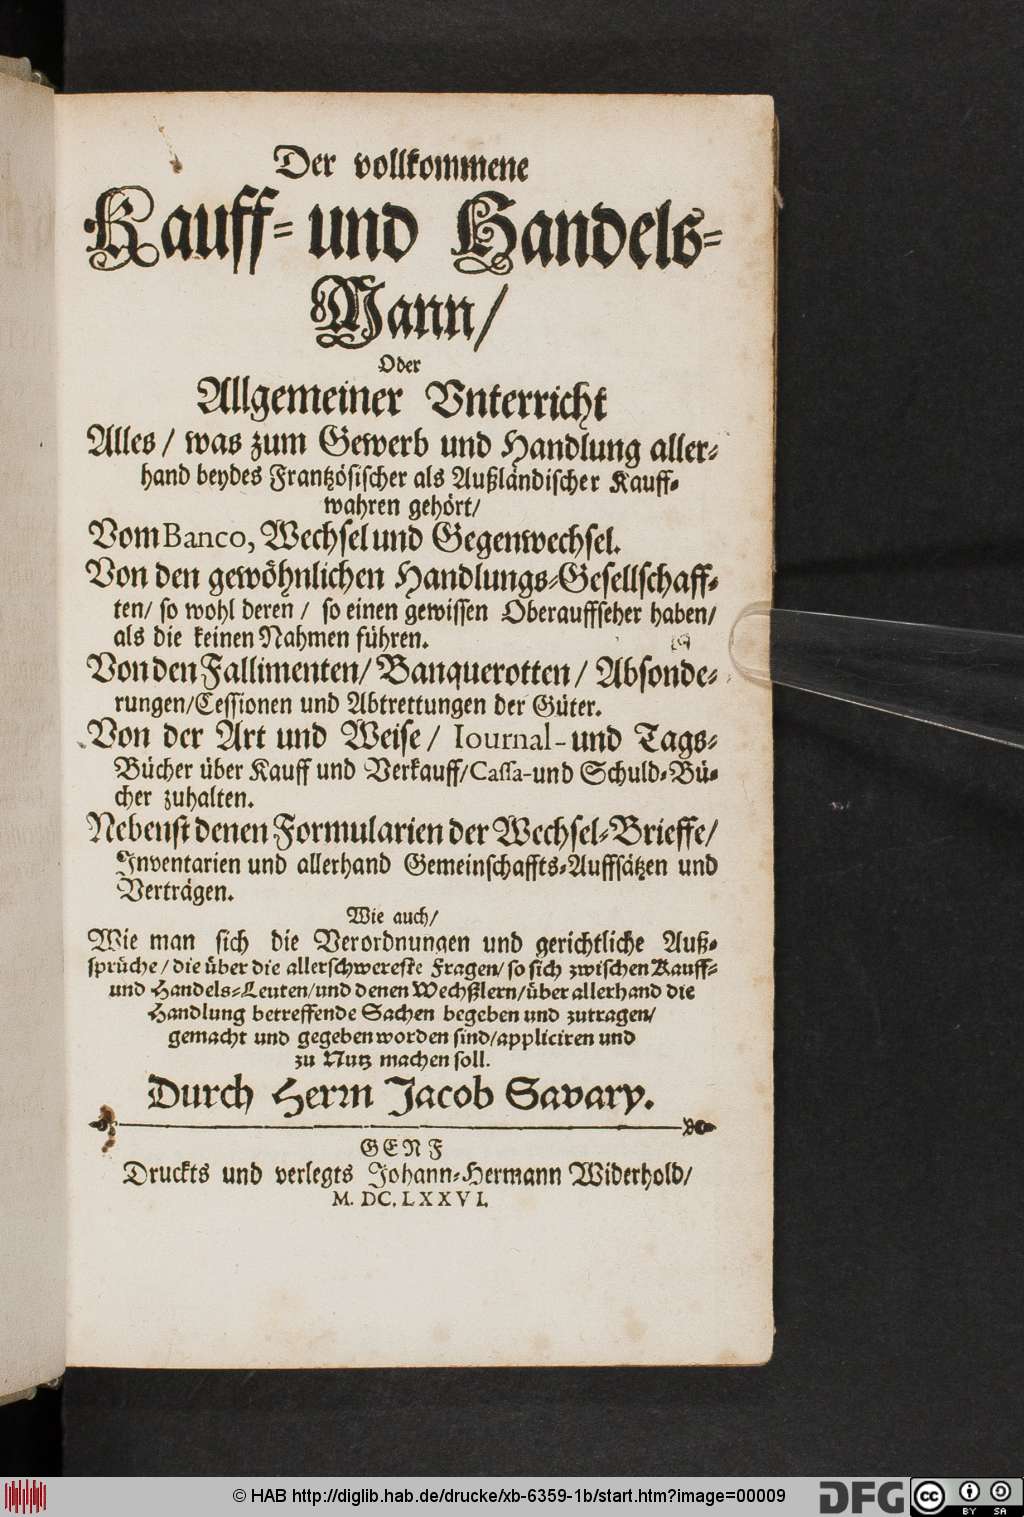 Der vollkommene
Kauff- und Handels-
Mann/
Oder
Allgemeiner Vnterricht
Alles / was zum Gewerb und Handlung aller-
hand beydes Frantzösischer als Außländischer Kauff-
wahren gehört/
Vom Banco, Wechsel und Gegenwechsel.
Von den gewöhnlichen Handlungs-Gesellschaff-
ten/ so wohl deren / so einen gewissen Oberauffseher haben/
als die keinen Nahmen führen.
Von den Fallimenten/ Banquerotten / Absonde-
rungen/Cessionen und Abtrettungen der Güter.
Von der Art und Weise / Iournal- und Tags-
Bücher über Kauff und Verkauff/Cassa-und Schuld-Bü-
cher zuhalten.
Nebenst denen Formularien der Wechsel-Brieffe/
Inventarien und allerhand Gemeinschaffts-Auffsätzen und
Verträgen.
Wie auch/
Wie man sich die Verordnungen und gerichtliche Auß-
sprüche/die über die allerschwereste Fragen/so sich zwischen Kauff-
und Handels-Leuten/und denen Wechßlern/über allerhand die
Handlung betreffende Sachen begeben und zutragen/
gemacht und gegeben worden sind/appliciren und
zu Nutz machen soll.
Durch Herrn Jacob Savary.
GENF
Druckts und verlegts Johann-Hermann Widerhold/
M. DC. LXXVI.
© HAB http://diglib.hab.de/drucke/xb-6359-1b/start.htm?image=00009
DFG
cc BY SA